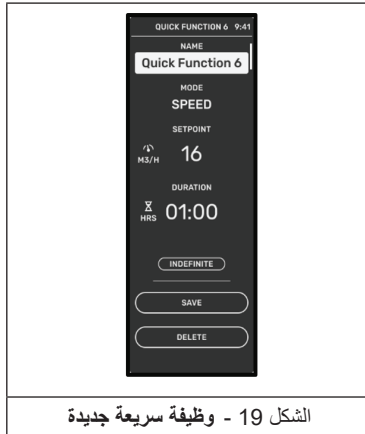 QUICK FUNCTION 6 9:41
NAME
Quick Function 6
MODE
SPEED
SETPOINT
M3/H 16
DURATION
HRS 01:00
INDEFINITE
SAVE
DELETE
الشكل 19 - وظيفة سريعة جديدة